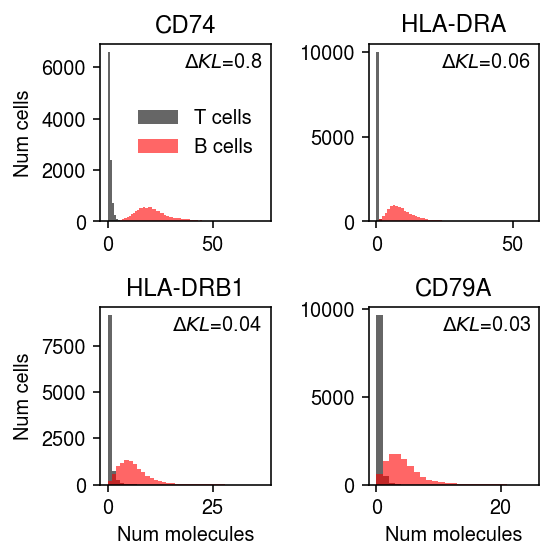 CD74
ΔKL=0.8
T cells
B cells
Num cells
6000
4000
2000
0
0
50
HLA-DRA
ΔKL=0.06
10000
5000
0
0
50
HLA-DRB1
ΔKL=0.04
Num cells
7500
5000
2500
0
0
25
Num molecules
CD79A
ΔKL=0.03
10000
5000
0
0
20
Num molecules